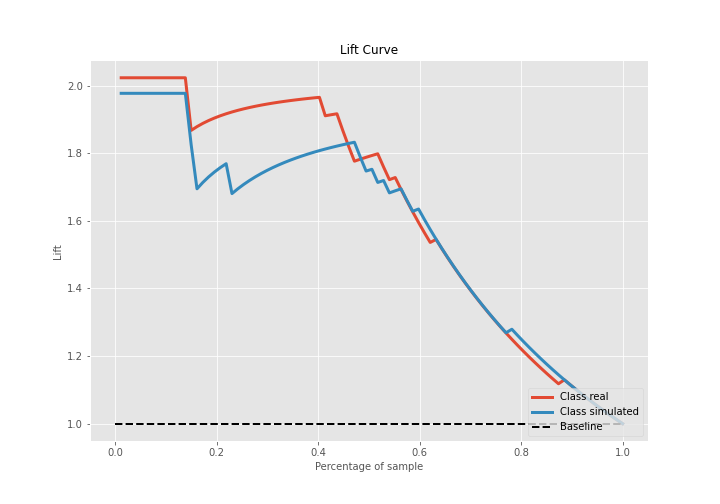 Lift Curve
2.0
1.8
1.6
1.4
1.2
1.0
Lift
0.0 0.2 0.4 0.6 0.8 1.0
Percentage of sample
Class real
Class simulated
Baseline